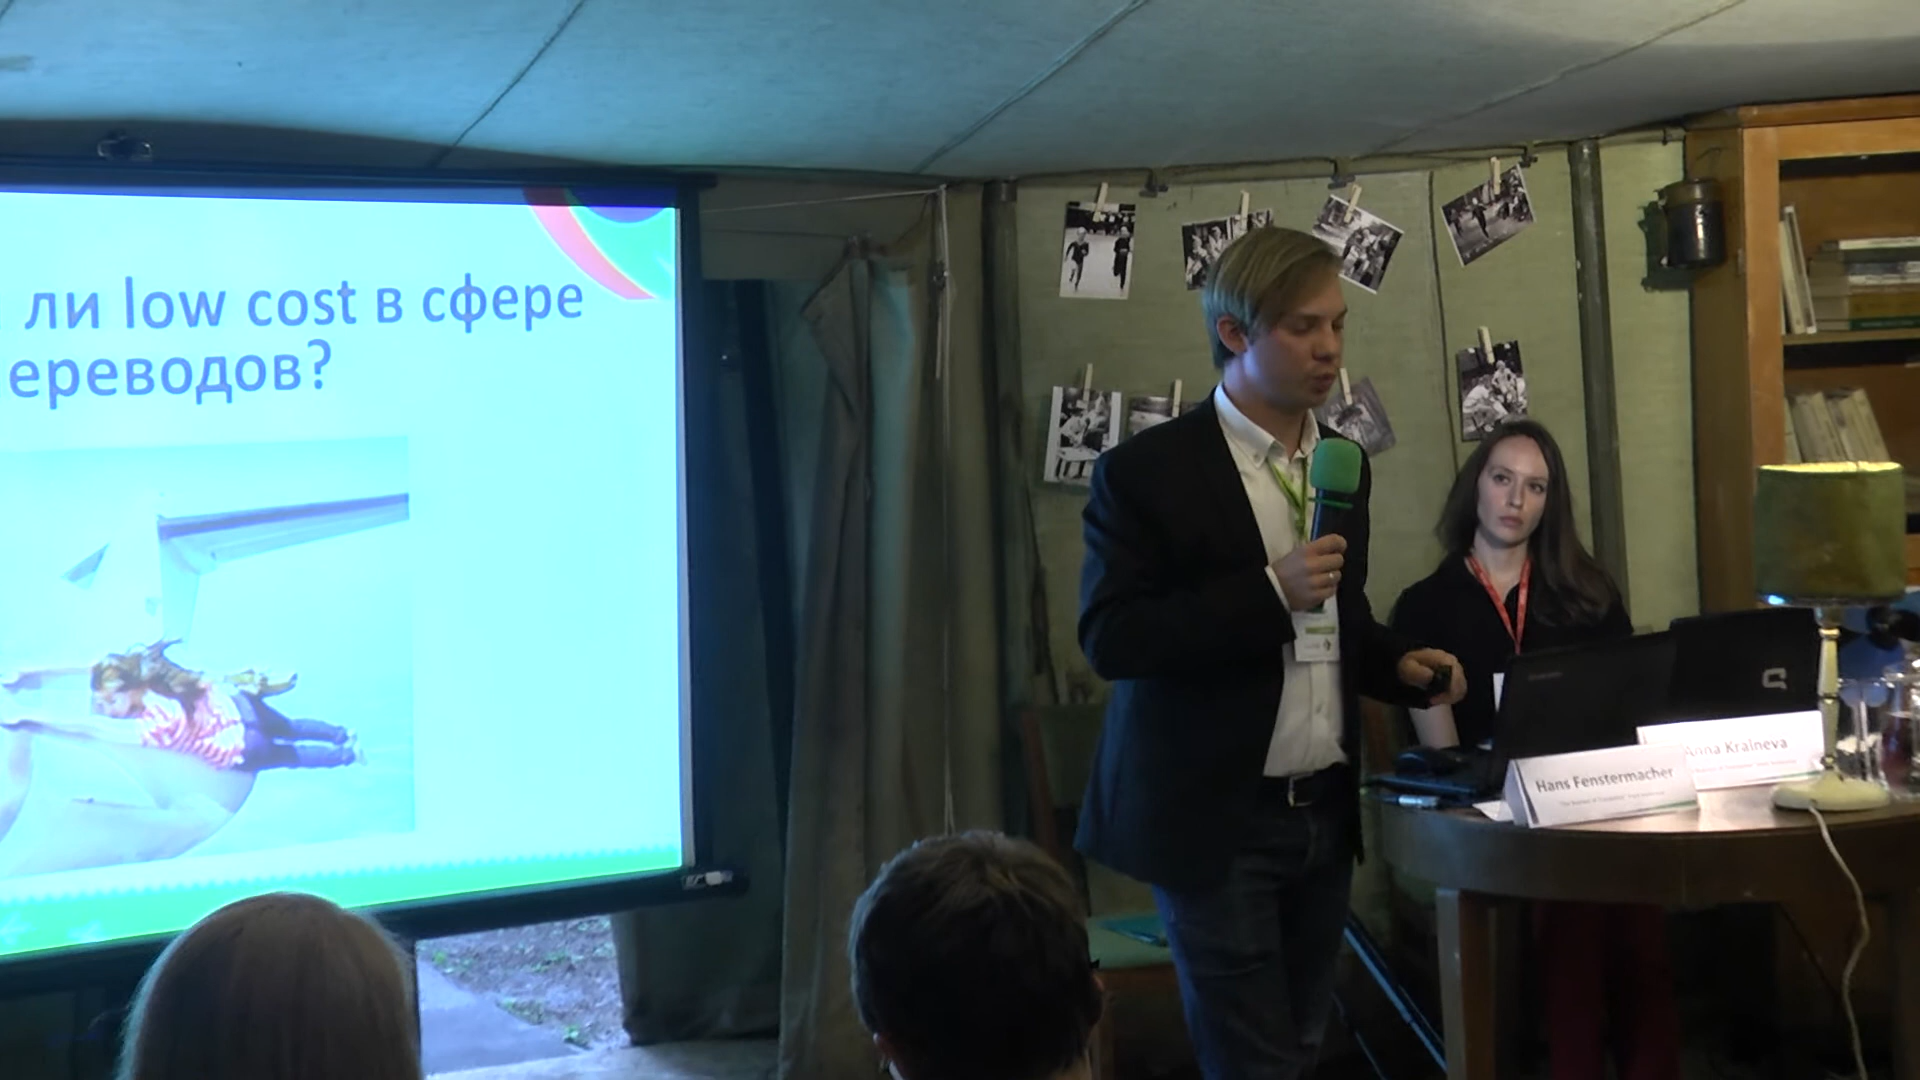 ли low cost в сфере
ереводов?
Anna Kraineva
Hans Fenstermacher